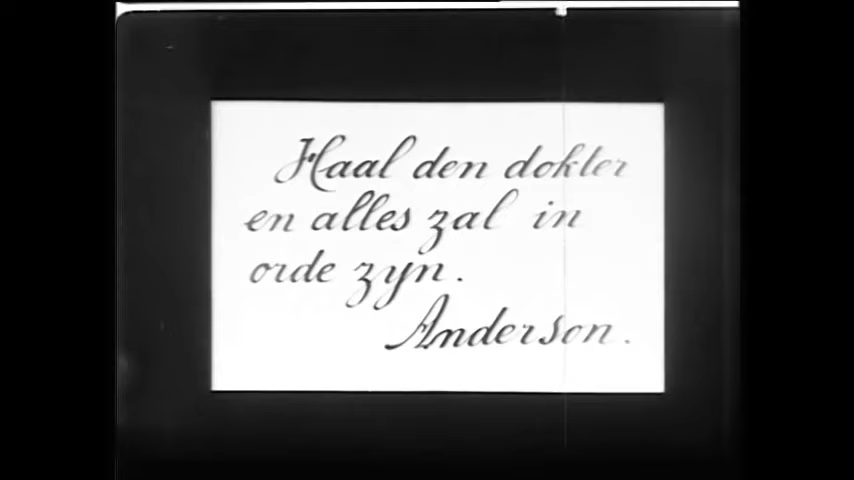 Haal den dokter
en alles zal in
orde zyn.
Anderson.